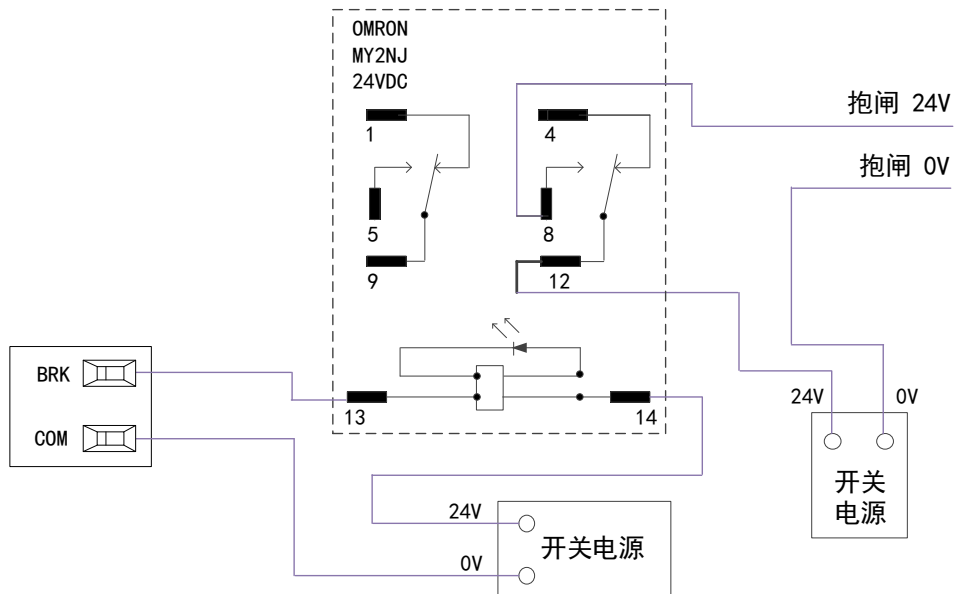 OMRON
MY2NJ
24VDC
抱闸 24V
1
4
抱闸 0V
5
8
9
12
BRK
24V
0V
13
14
COM
开关
电源
24V
开关电源
0V